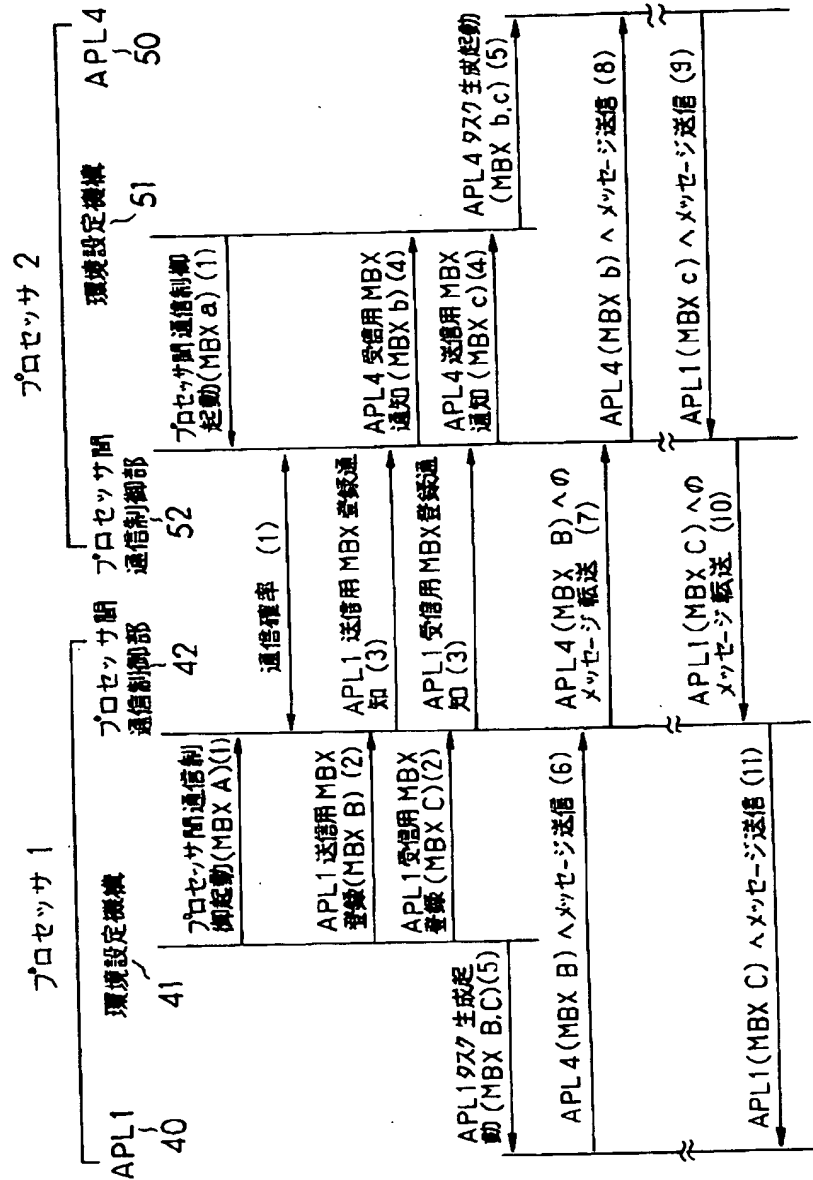 プロセッサ 1
プロセッサ 2
APL1
40
環境設定機構
41
プロセッサ間
通信制御部
42
プロセッサ間
通信制御部
52
環境設定機構
51
APL4
50
プロセッサ間通信制
御起動(MBX A)(1)
プロセッサ間通信制御
起動(MBX a)(1)
通信確率 (1)
APL1 送信用MBX
登録(MBX B)(2)
APL1 送信用MBX登録通
知(3)
APL4 受信用MBX
通知(MBX b)(4)
APL1受信用MBX
登録(MBX C)(2)
APL1 受信用MBX登録通
知(3)
APL4 送信用MBX
通知(MBX c)(4)
APL1タスク生成起
動(MBX B.C)(5)
APL4タスク生成起動
(MBX b.c)(5)
APL4(MBX B)へメッセージ送信(6)
APL4(MBX B)への
メッセージ転送 (7)
APL4(MBX b)へメッセージ送信(8)
APL1(MBX c)へメッセージ送信(9)
APL1(MBX C)への
メッセージ転送 (10)
APL1(MBX C)へメッセージ送信(11)